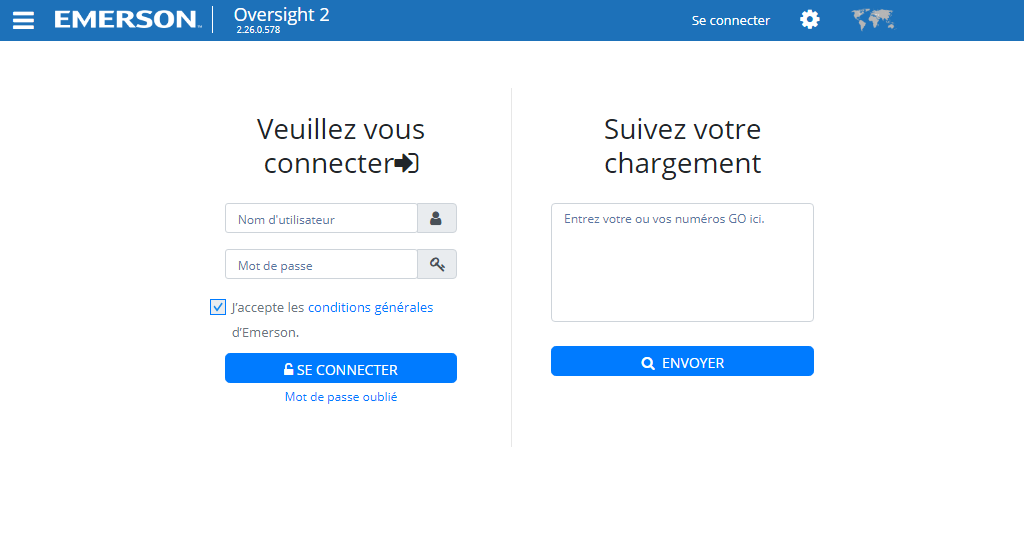 EMERSON™
Oversight 2
2.26.0.578
Se connecter
Veuillez vous
connecter
Nom d'utilisateur
Mot de passe
J’accepte les conditions générales
d’Emerson.
SE CONNECTER
Mot de passe oublié
Suivez votre
chargement
Entrez votre ou vos numéros GO ici.
ENVOYER